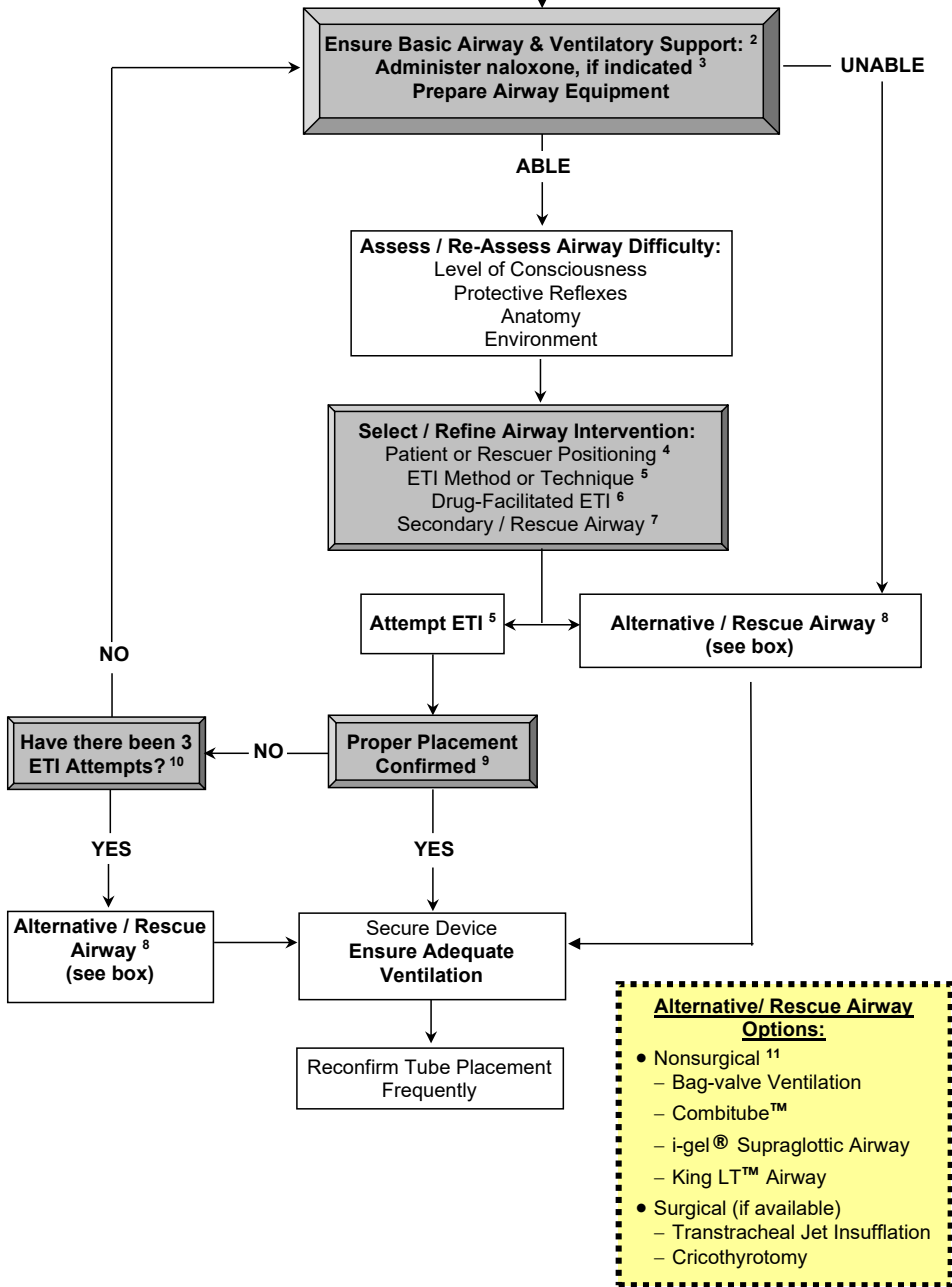 Ensure Basic Airway & Ventilatory Support: 2
Administer naloxone, if indicated 3
Prepare Airway Equipment
UNABLE
ABLE
Assess / Re-Assess Airway Difficulty:
Level of Consciousness
Protective Reflexes
Anatomy
Environment
Select / Refine Airway Intervention:
Patient or Rescuer Positioning 4
ETI Method or Technique 5
Drug-Facilitated ETI 6
Secondary / Rescue Airway 7
Attempt ETI 5
Alternative / Rescue Airway 8
(see box)
NO
Have there been 3
ETI Attempts? 10
NO
Proper Placement
Confirmed 9
YES
YES
Alternative / Rescue
Airway 8
(see box)
Secure Device
Ensure Adequate
Ventilation
Reconfirm Tube Placement
Frequently
Alternative/ Rescue Airway
Options:
• Nonsurgical 11
– Bag-valve Ventilation
– Combitube™
– i-gel® Supraglottic Airway
– King LT™ Airway
• Surgical (if available)
– Transtracheal Jet Insufflation
– Cricothyrotomy